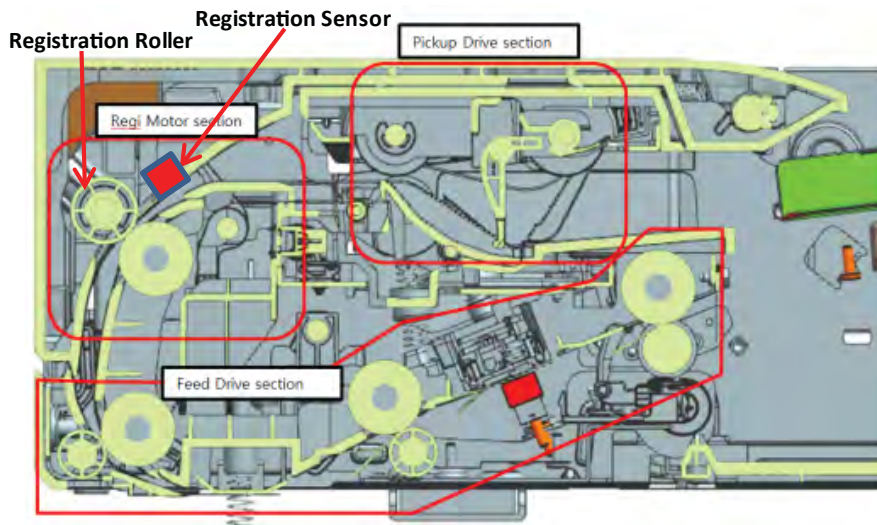 Registration Sensor
Registration Roller
Pickup Drive section
Regi Motor section
Feed Drive section